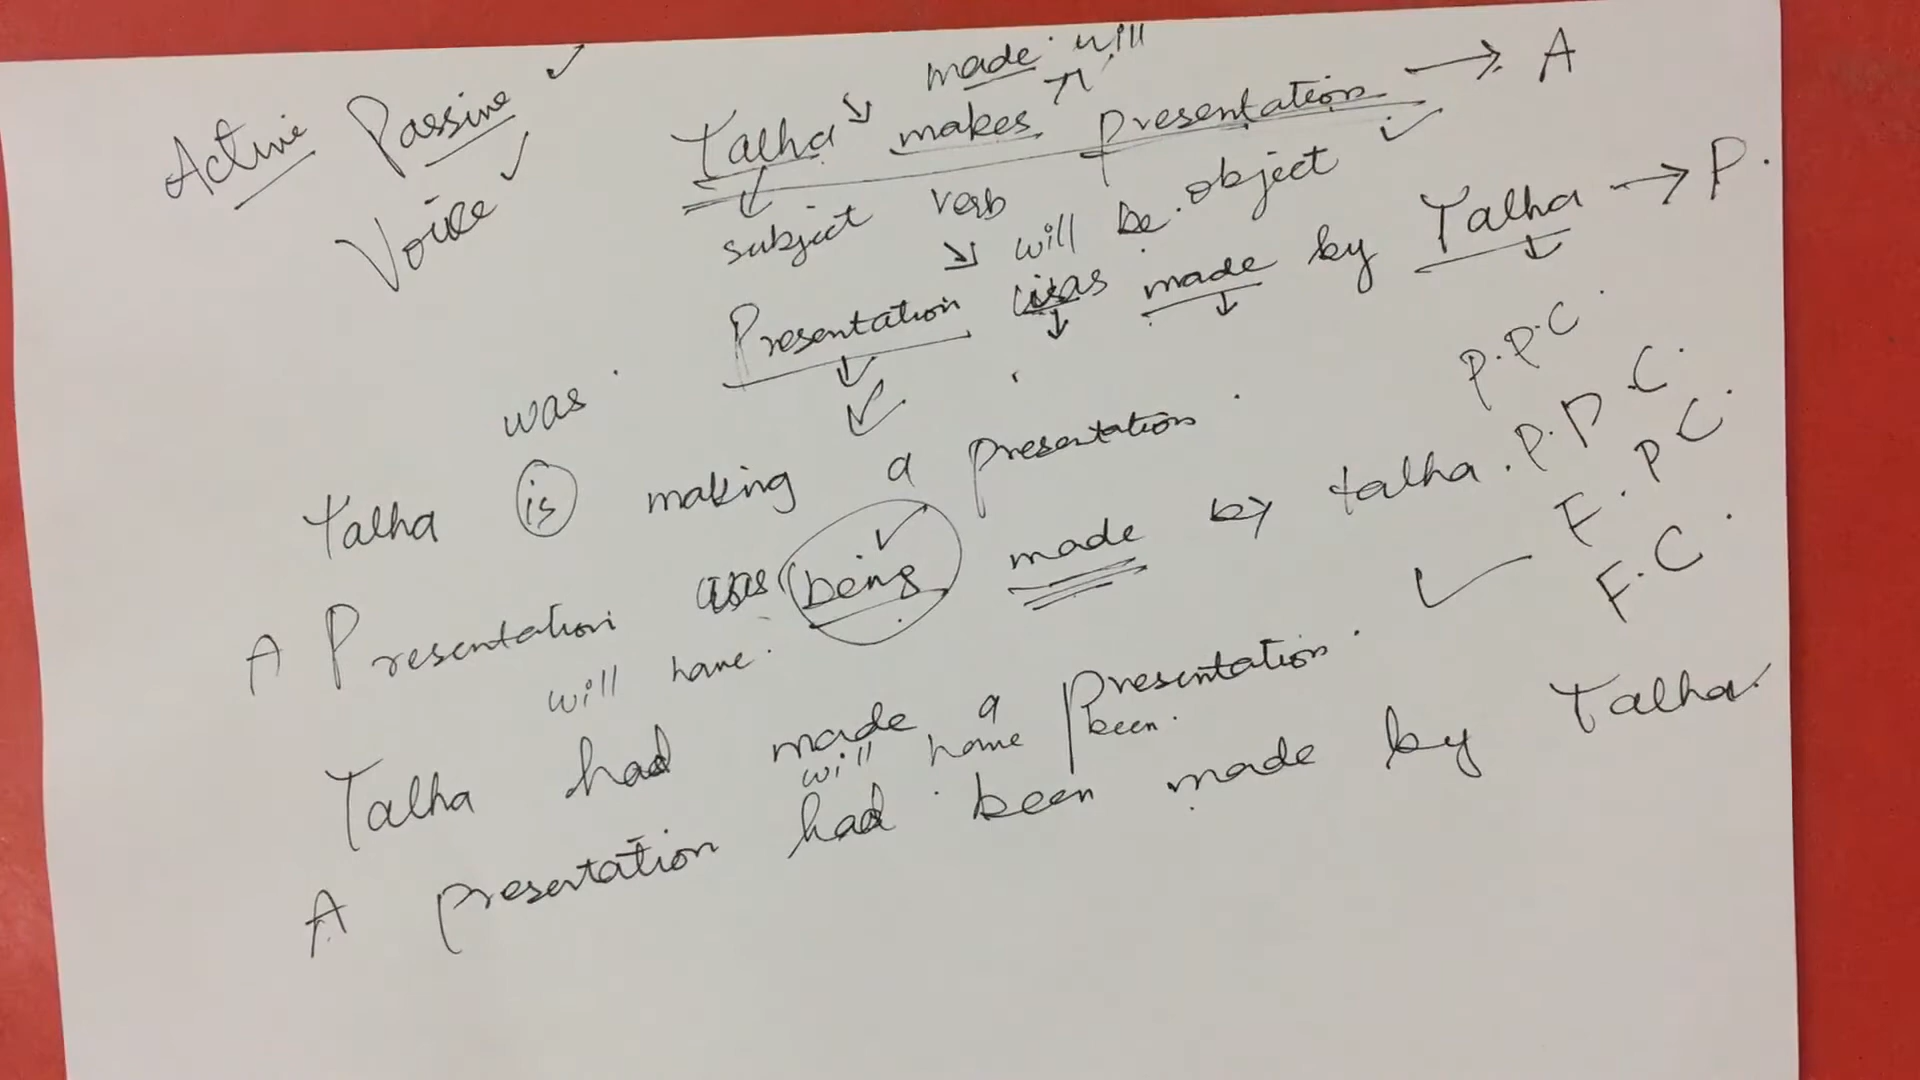 Active Passive
Voice
made will
Talha makes presentation → A
subject verb object
will be
Presentation was made by Talha → P.
was
P.P.C
Talha is making a presentation
P.P C.
A Presentation was being made by talha.
F. P C.
F. C.
will have
Talha had made a Presentation
will have been
A presentation had been made by Talha.